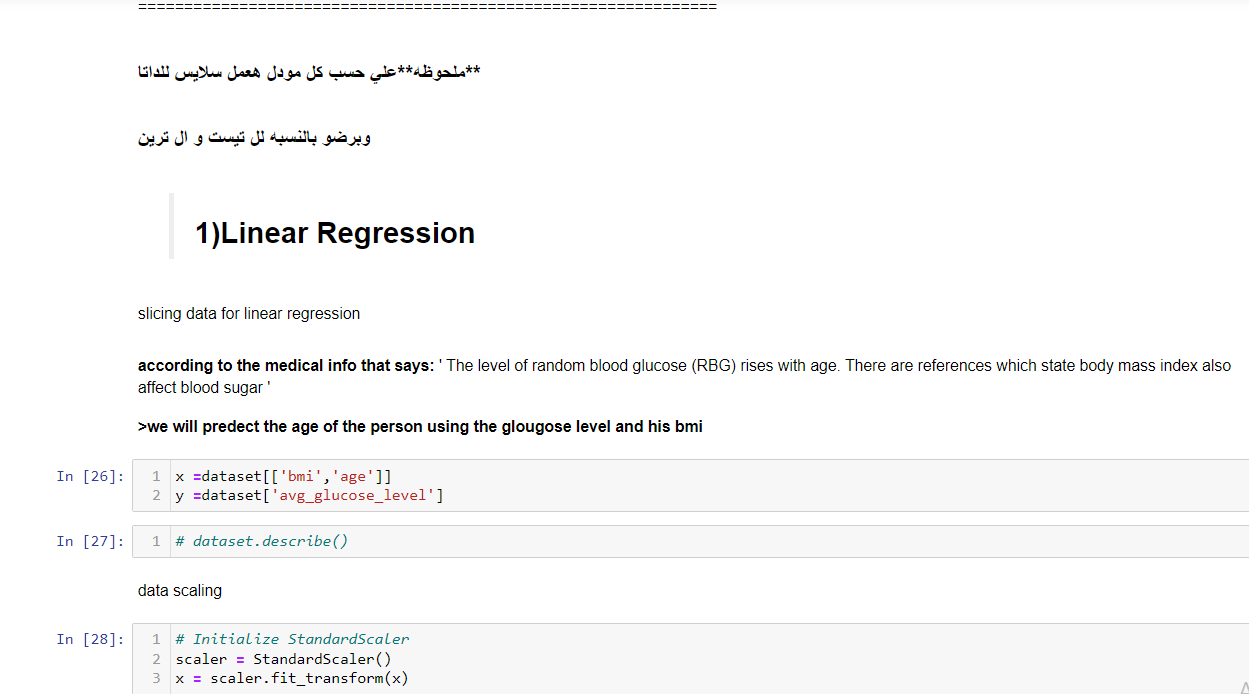 ===============================================================
**ملحوظه**علي حسب كل مودل هعمل سلايس للداتا
وبرضو بالنسبه لل تيست و ال ترين
1)Linear Regression
slicing data for linear regression
according to the medical info that says: ' The level of random blood glucose (RBG) rises with age. There are references which state body mass index also
affect blood sugar '
>we will predect the age of the person using the glougose level and his bmi
In [26]:
1 x =dataset[['bmi','age']]
2 y =dataset['avg_glucose_level']
In [27]:
1 # dataset.describe()
data scaling
In [28]:
1 # Initialize StandardScaler
2 scaler = StandardScaler()
3 x = scaler.fit_transform(x)